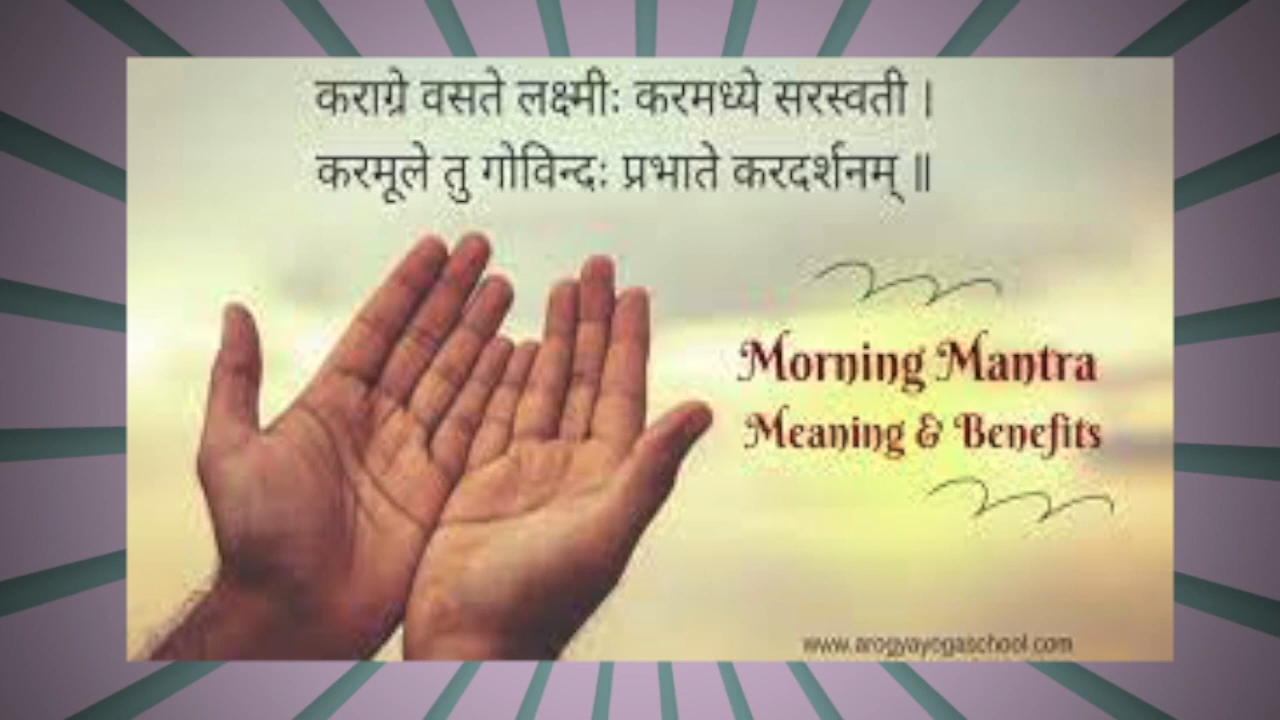 कराग्रे वसते लक्ष्मीः करमध्ये सरस्वती ।
करमूले तु गोविन्दः प्रभाते करदर्शनम् ॥
Morning Mantra
Meaning & Benefits
www.arogyayogaschool.com